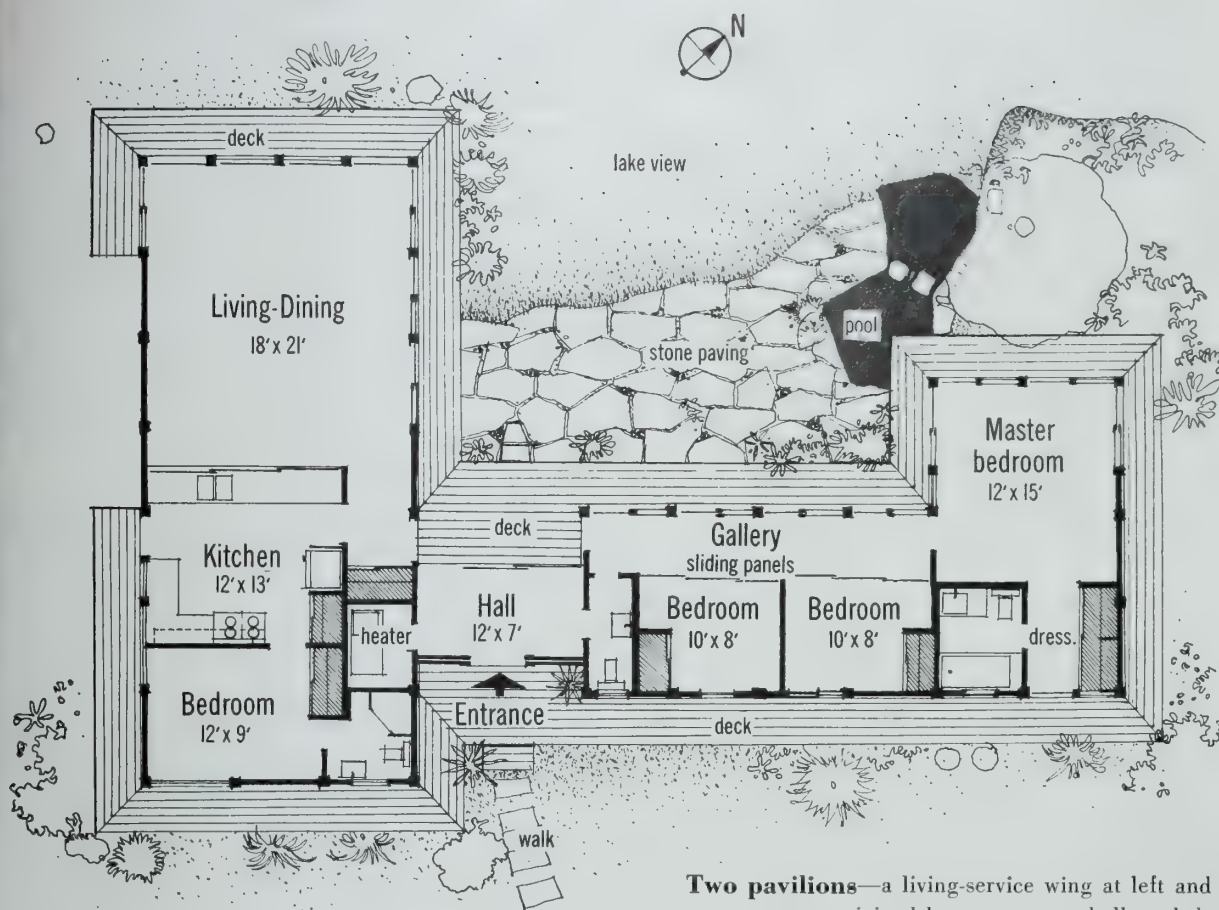 N
deck
lake view
Living-Dining
18' x 21'
pool
stone paving
Master
bedroom
12' x 15'
deck
Gallery
sliding panels
Kitchen
12' x 13'
Hall
12' x 7'
heater
Bedroom
10' x 8'
Bedroom
10' x 8'
dress.
Bedroom
12' x 9'
Entrance
deck
walk
Two pavilions—a living-service wing at left and